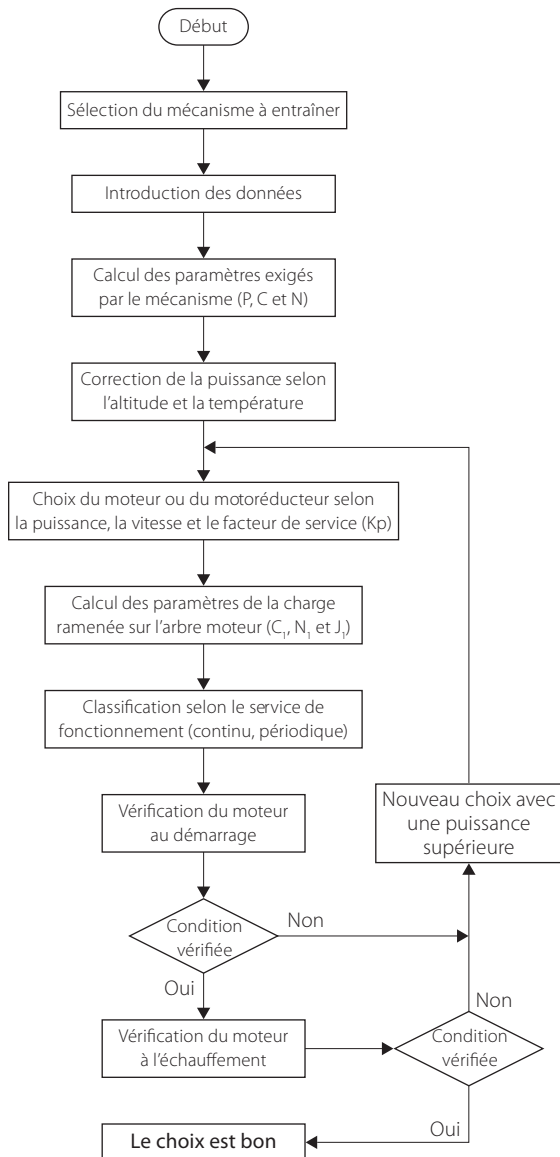 Début
Sélection du mécanisme à entraîner
Introduction des données
Calcul des paramètres exigés
par le mécanisme (P, C et N)
Correction de la puissance selon
l'altitude et la température
Choix du moteur ou du motoréducteur selon
la puissance, la vitesse et le facteur de service (Kp)
Calcul des paramètres de la charge
ramenée sur l'arbre moteur (C₁, N₁ et J₁)
Classification selon le service de
fonctionnement (continu, périodique)
Vérification du moteur
au démarrage
Nouveau choix avec
une puissance
supérieure
Condition
vérifiée
Non
Oui
Vérification du moteur
à l'échauffement
Non
Condition
vérifiée
Oui
Le choix est bon